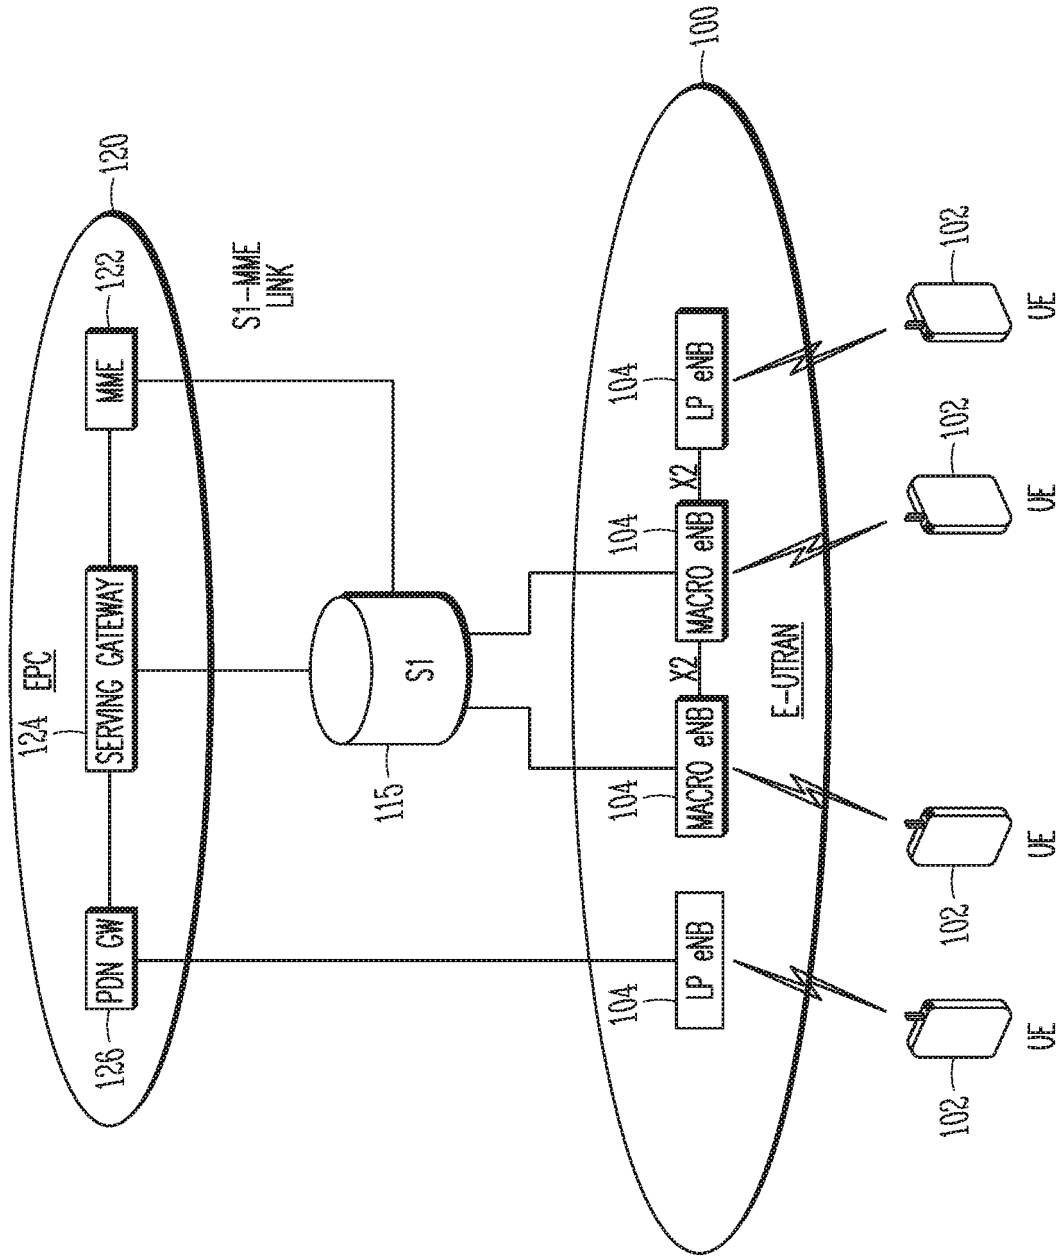 EPC
124
126
PDN GW
SERVING GATEWAY
MME
122
120
S1-MME
LINK
115
S1
104
104
104
104
100
LP eNB
MACRO eNB
X2
MACRO eNB
X2
LP eNB
E-UTRAN
102
102
102
102
UE
UE
UE
UE